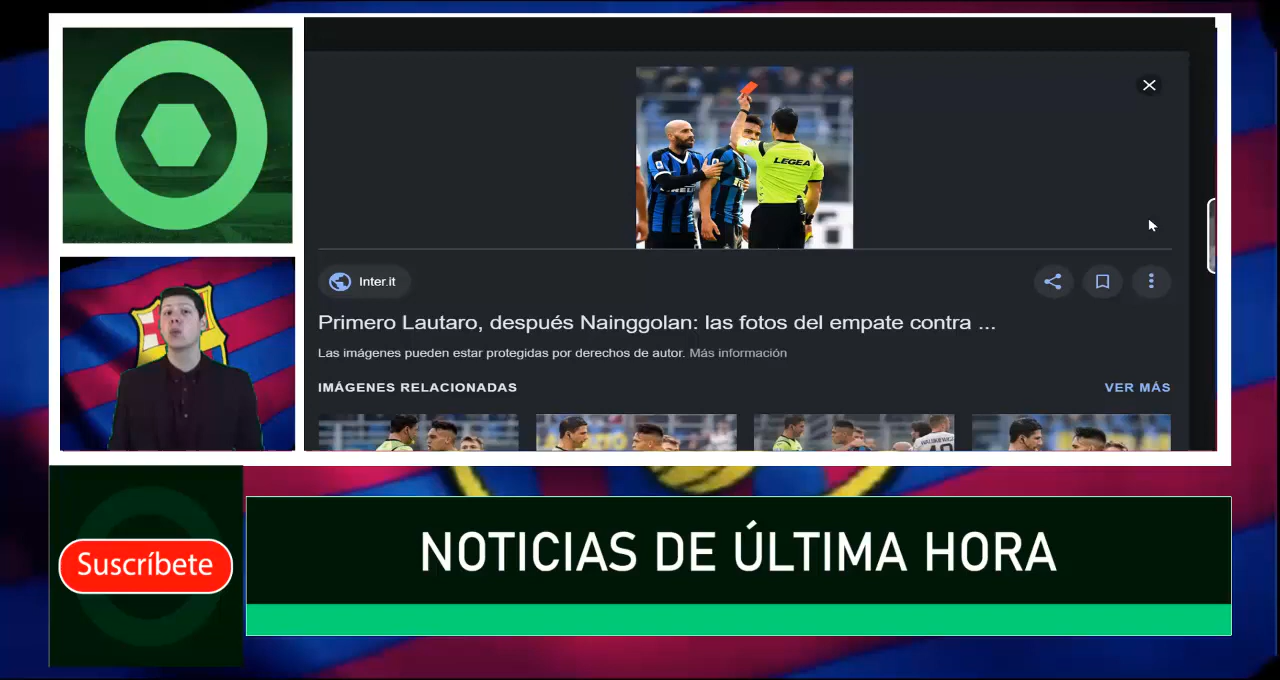 LEGEA
Inter.it
Primero Lautaro, después Nainggolan: las fotos del empate contra ...
Las imágenes pueden estar protegidas por derechos de autor. Más información
IMÁGENES RELACIONADAS
VER MÁS
Suscríbete
NOTICIAS DE ÚLTIMA HORA